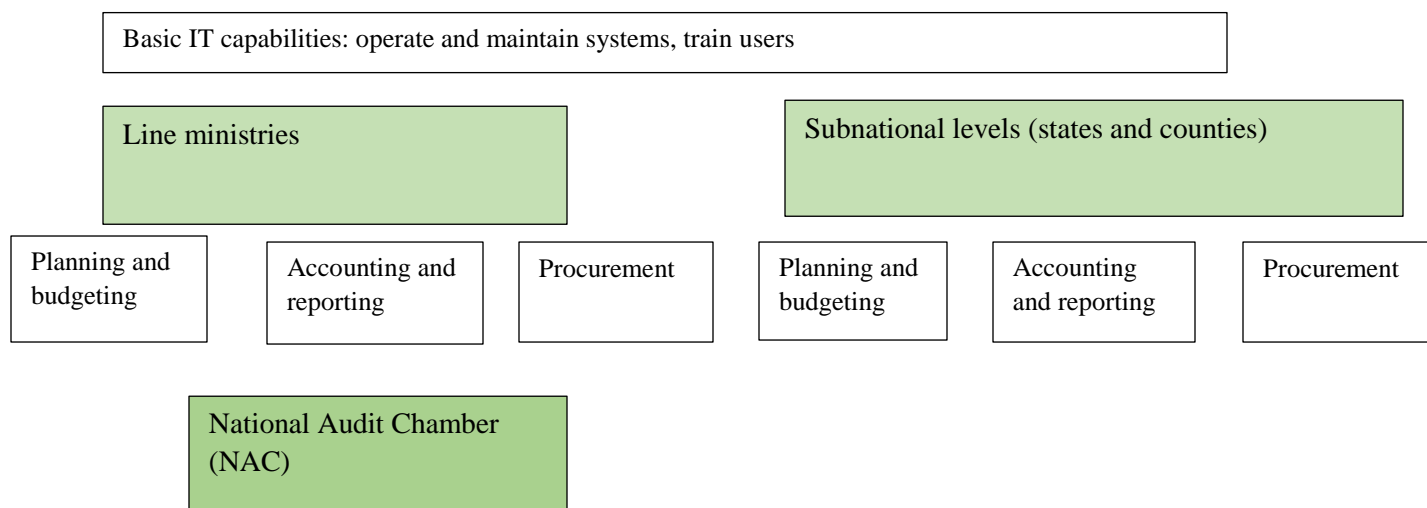 Basic IT capabilities: operate and maintain systems, train users
Line ministries
Subnational levels (states and counties)
Planning and
budgeting
Accounting and
reporting
Procurement
Planning and
budgeting
Accounting
and reporting
Procurement
National Audit Chamber
(NAC)